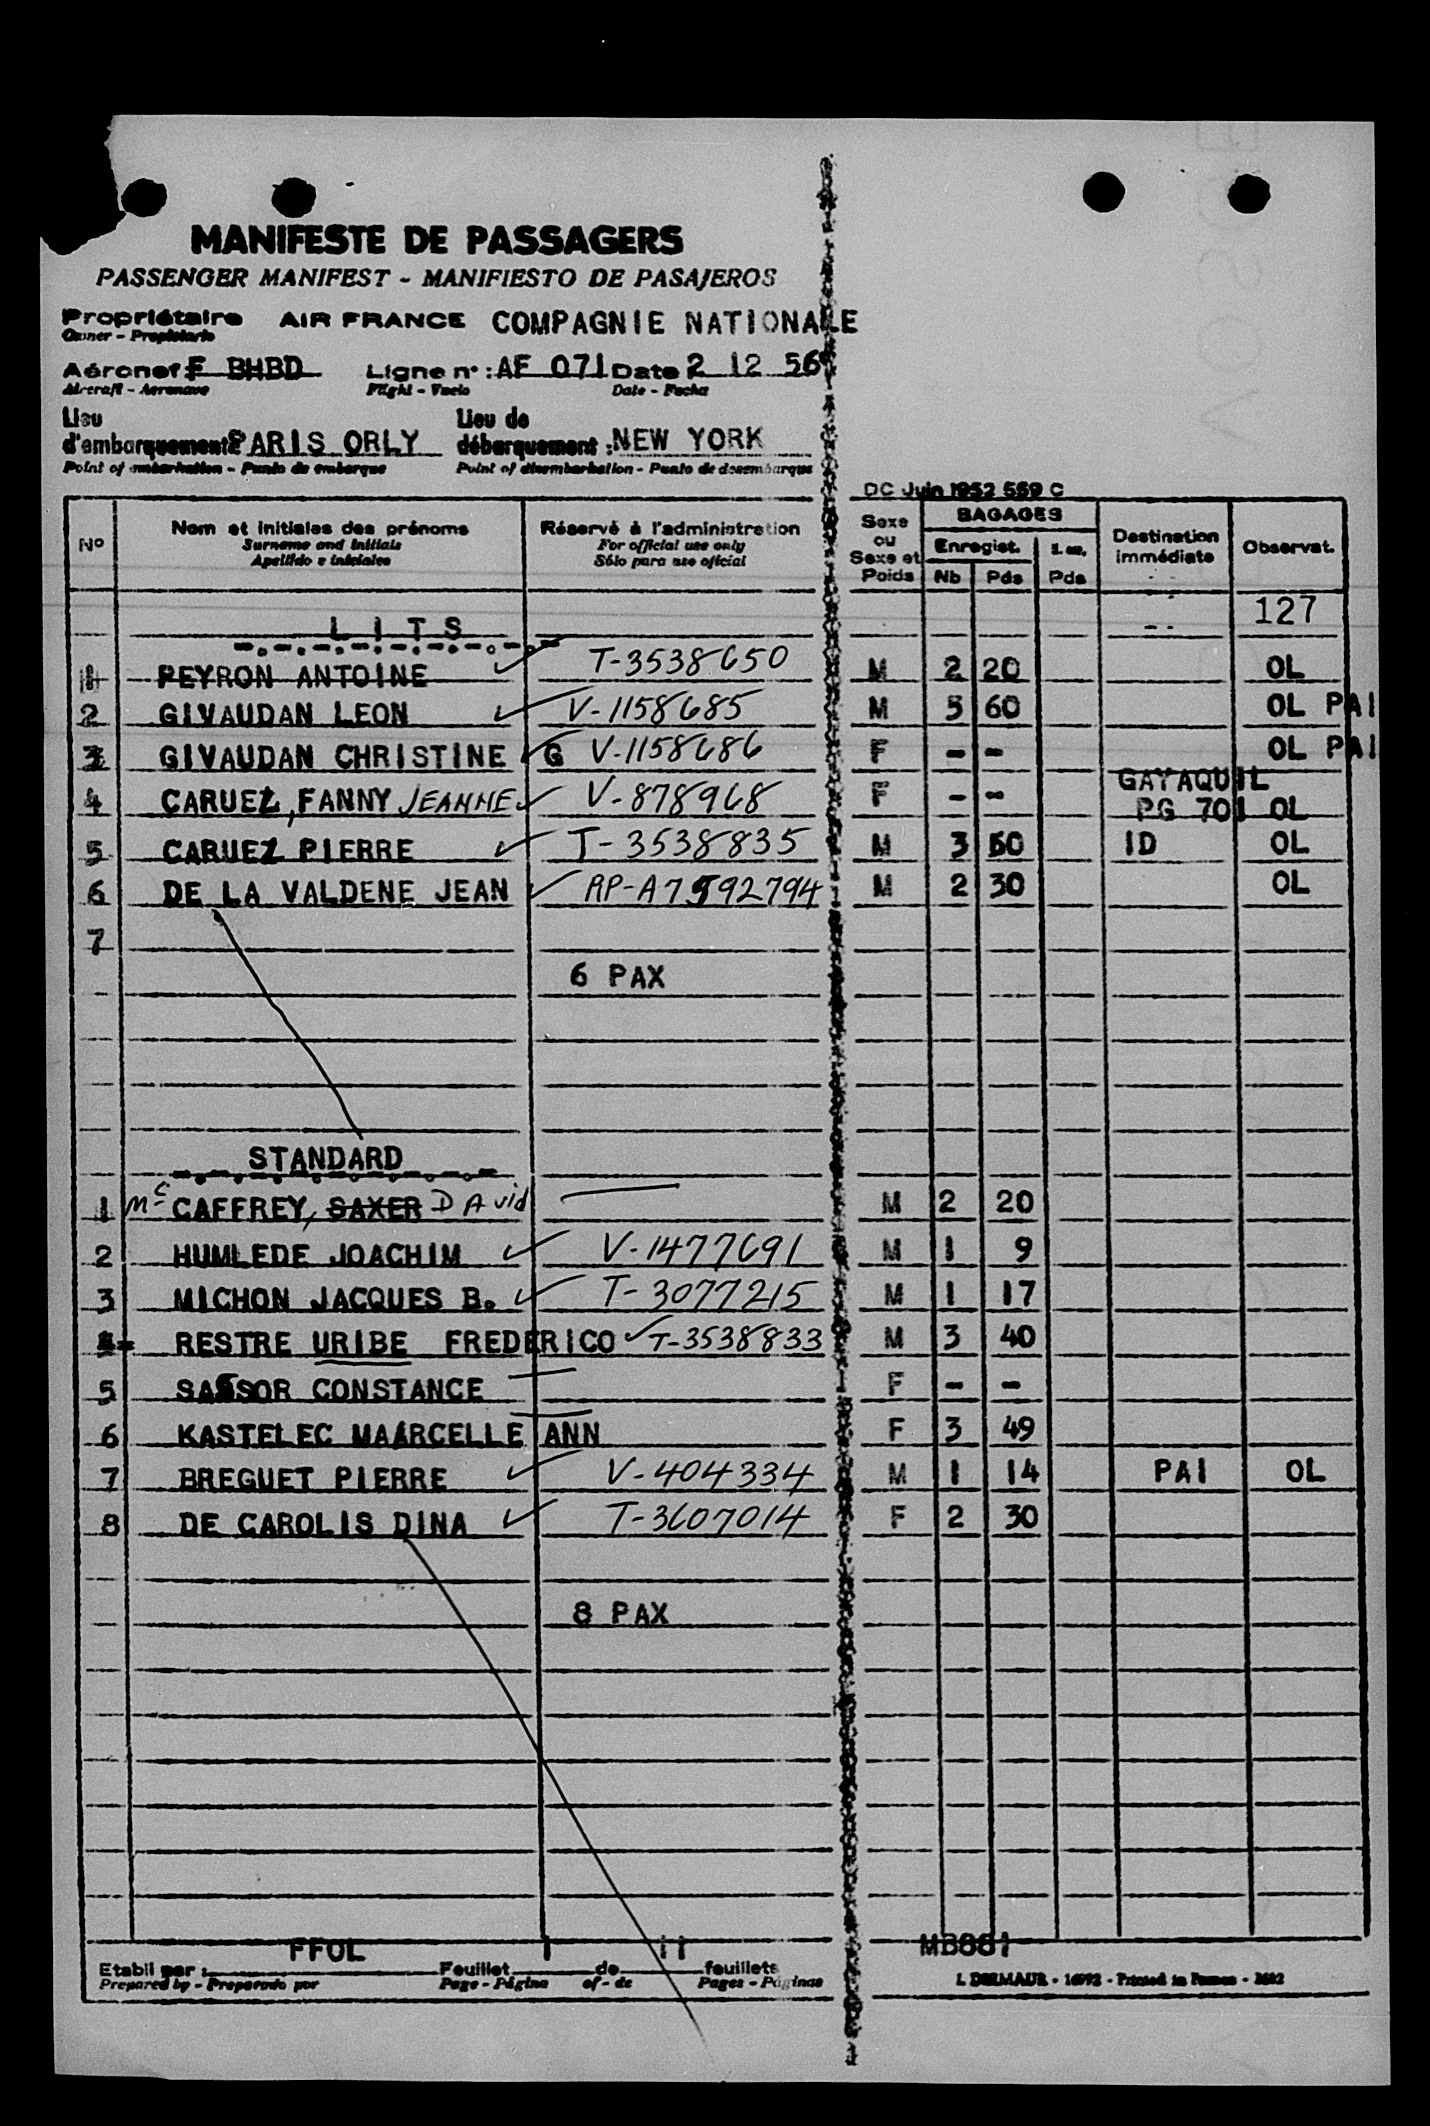 MANIFESTE DE PASSAGERS
PASSENGER MANIFEST - MANIFIESTO DE PASAJEROS
Propriétaire AIR FRANCE COMPAGNIE NATIONALE
Owner - Propietario
Aéronef : F BHBD Ligne n° : AF 071 Date 2 12 56
Aircraft - Aeronave Flight - Vuelo Date - Fecha
Lieu d'embarquement : PARIS ORLY Lieu de débarquement : NEW YORK
Point of embarkation - Punto de embarque Point of disembarkation - Punto de desembarque
DC Juin 1952 559 C
N° Nom et initiales des prénoms Réservé à l'administration Sexe ou Sexe et Poids BAGAGES Enregist. Nb Pds Pds Destination immédiate Observat.
Surname and initials For official use only
Apellido e iniciales Sólo para uso oficial
127
LITS
1 PEYRON ANTOINE T-3538650 M 2 20 OL
2 GIVAUDAN LEON V-1158685 M 5 60 OL PAI
3 GIVAUDAN CHRISTINE G V-1158686 F - - OL PAI
4 CARUEL, FANNY JEANNE V-878968 F - - GAYAQUIL PG 701 OL
5 CARUEZ PIERRE T-3538835 M 3 50 ID OL
6 DE LA VALDENE JEAN RP-A7592794 M 2 30 OL
7
6 PAX
STANDARD
1 Mc CAFFREY, SAXER DAvid M 2 20
2 HUMLEDE JOACHIM V-1477691 M 1 9
3 MICHON JACQUES B. T-3077215 M 1 17
4 RESTRE URIBE FREDERICO T-3538833 M 3 40
5 SASSOR CONSTANCE F - -
6 KASTELEC MAARCELLE ANN F 3 49
7 BREGUET PIERRE V-404334 M 1 14 PAI OL
8 DE CAROLIS DINA T-3607014 F 2 30
8 PAX
Etabli par : FFOL Feuillet 1 de 11 feuillets MB881
Prepared by - Preparado por Page - Página of - de Pages - Páginas